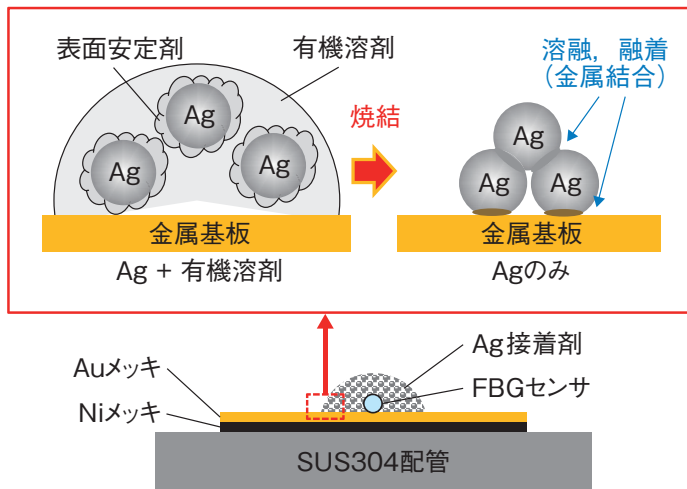 表面安定剤
有機溶剤
溶融，融着
（金属結合）
Ag
Ag
Ag
焼結
Ag
Ag
Ag
金属基板
金属基板
Ag + 有機溶剤
Agのみ
Ag接着剤
Auメッキ
FBGセンサ
Niメッキ
SUS304配管